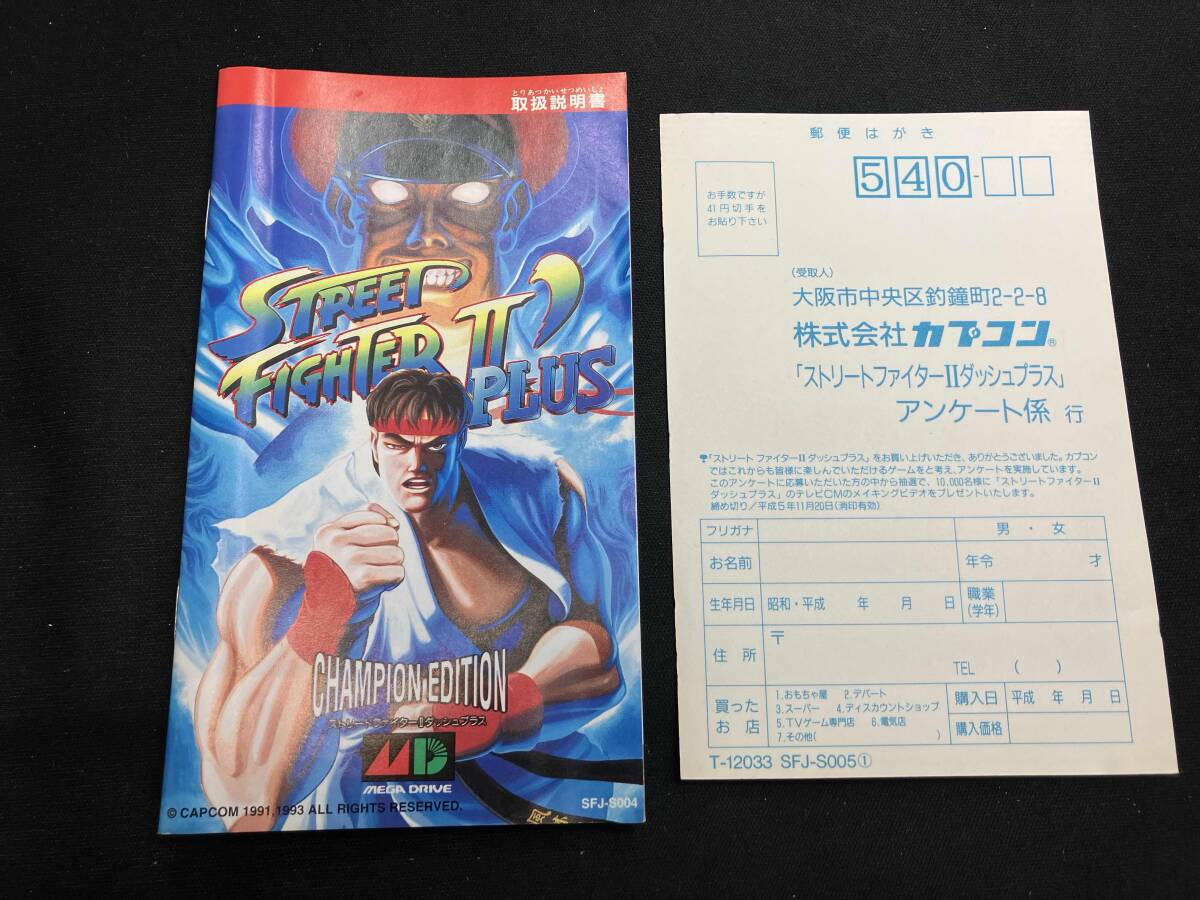 とりあつかいせつめいしょ
取扱説明書
STREET
FIGHTER II'
PLUS
CHAMPION EDITION
ストリートファイターIIダッシュプラス
MD
MEGA DRIVE
© CAPCOM 1991,1993 ALL RIGHTS RESERVED.
SFJ-S004
郵便はがき
540-
お手数ですが
41円切手を
お貼り下さい
(受取人)
大阪市中央区釣鐘町2-2-8
株式会社カプコン®
「ストリートファイターIIダッシュプラス」
アンケート係 行
「ストリート ファイターII ダッシュプラス」をお買い上げいただき、ありがとうございました。カプコン
ではこれからも皆様に楽しんでいただけるゲームをと考え、アンケートを実施しています。
このアンケートに応募いただいた方の中から抽選で、10,000名様に「ストリートファイターII
ダッシュプラス」のテレビCMのメイキングビデオをプレゼントいたします。
締め切り/平成5年11月20日(消印有効)
フリガナ 男・女
お名前 年令 才
生年月日 昭和・平成 年 月 日 職業
(学年)
住所 〒
TEL ( )
買った
お店
1.おもちゃ屋 2.デパート
3.スーパー 4.ディスカウントショップ
5.TVゲーム専門店 6.電気店
7.その他( )
購入日 平成 年 月 日
購入価格
T-12033 SFJ-S005①